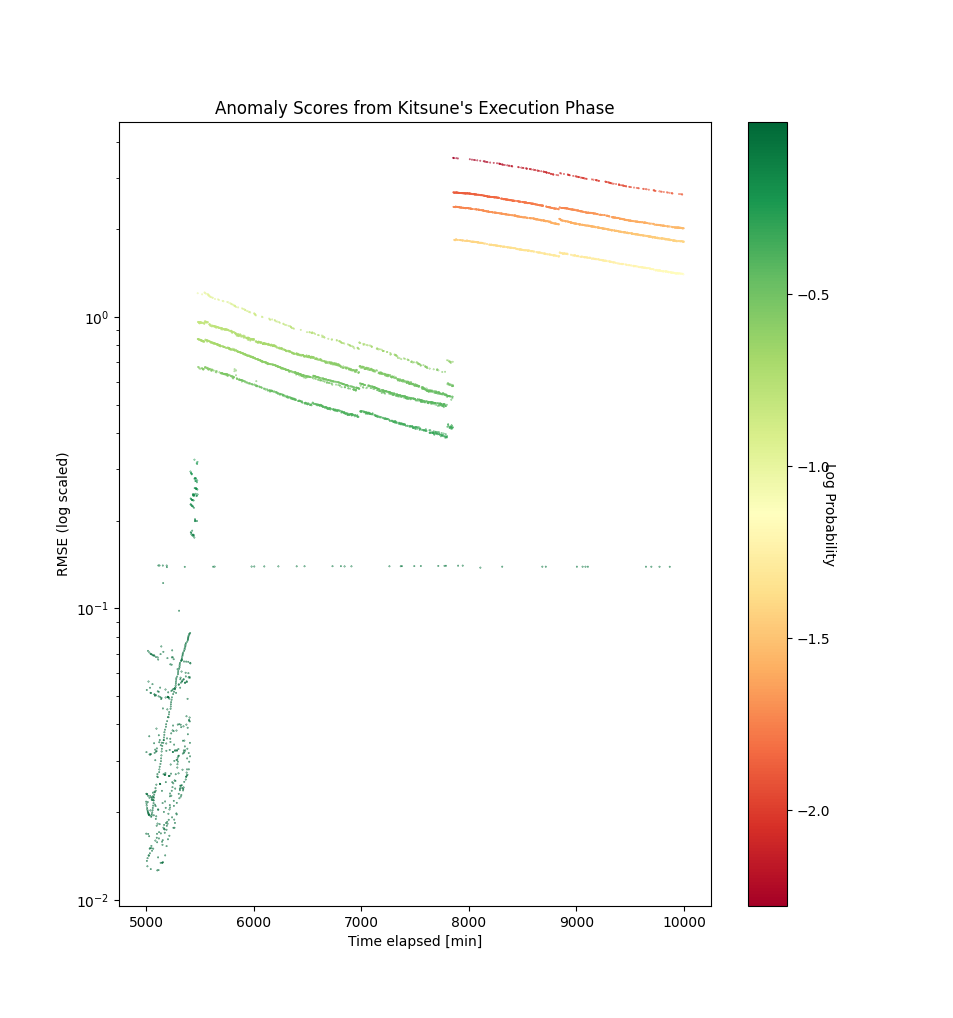 Anomaly Scores from Kitsune's Execution Phase
RMSE (log scaled)
10⁰
10⁻¹
10⁻²
5000 6000 7000 8000 9000 10000
Time elapsed [min]
−0.5
−1.0
−1.5
−2.0
Log Probability